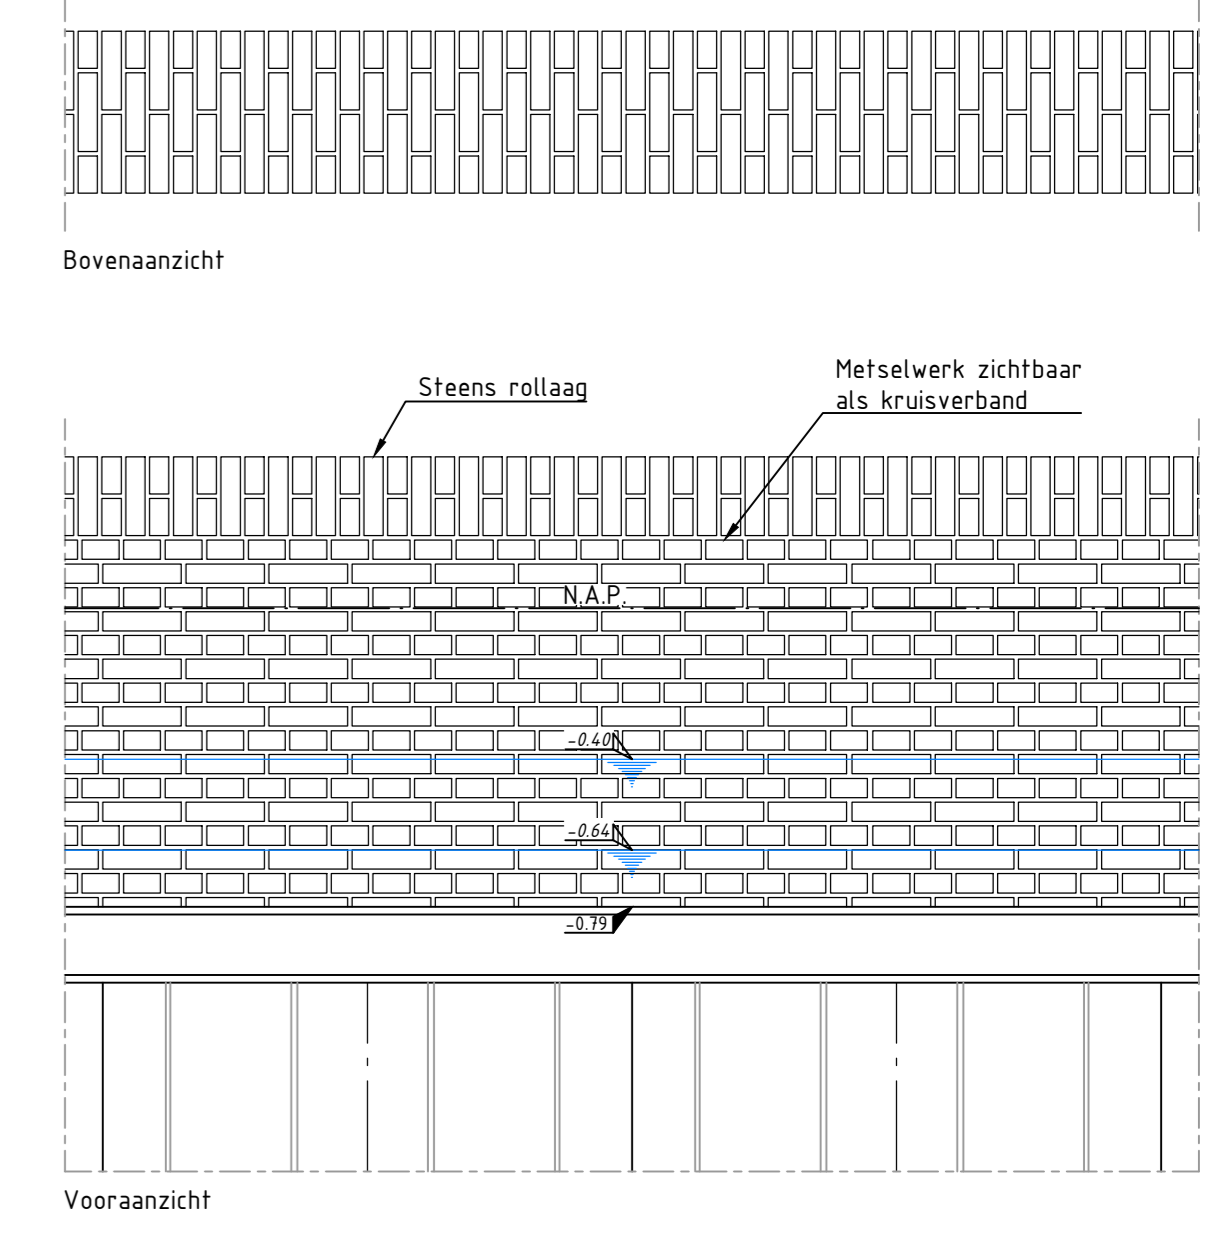 Bovenaanzicht
Steens rollaag
Metselwerk zichtbaar
als kruisverband
N.A.P.
-0.40
-0.64
-0.79
Vooraanzicht